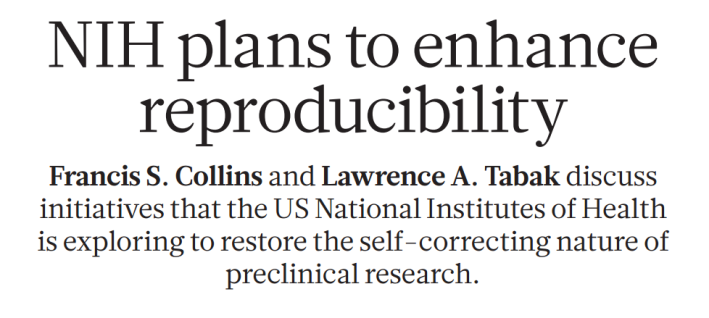 NIH plans to enhance
reproducibility
Francis S. Collins and Lawrence A. Tabak discuss
initiatives that the US National Institutes of Health
is exploring to restore the self-correcting nature of
preclinical research.